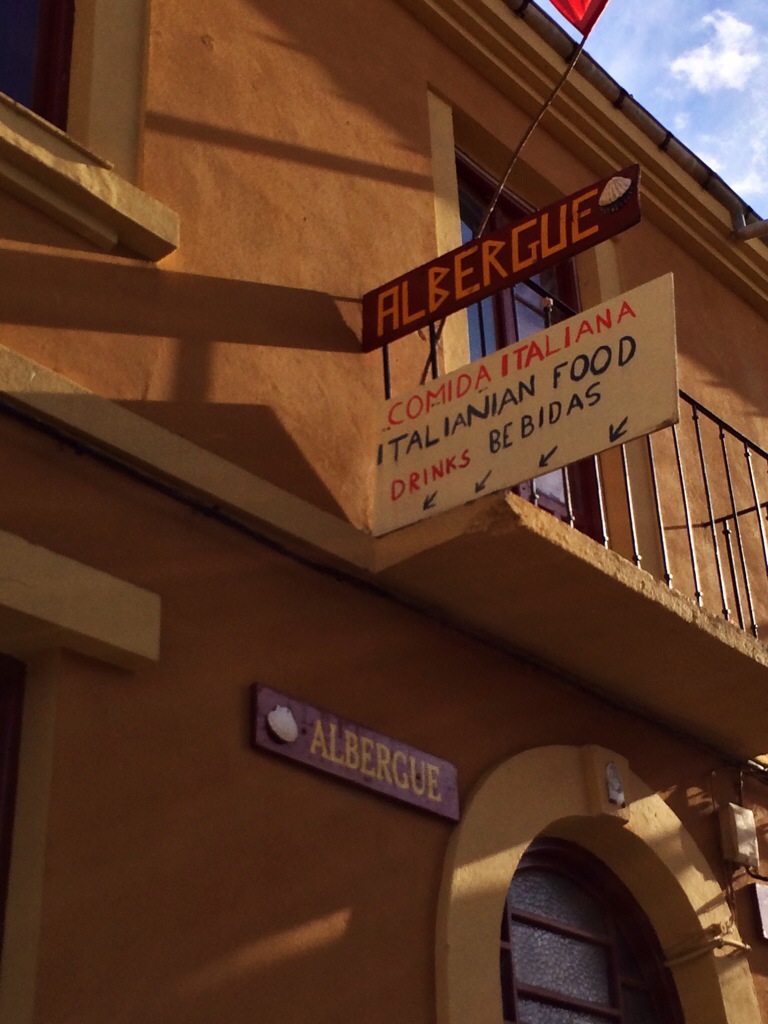 ALBERGUE
COMIDA ITALIANA
ITALIANIAN FOOD
DRINKS BEBIDAS
ALBERGUE